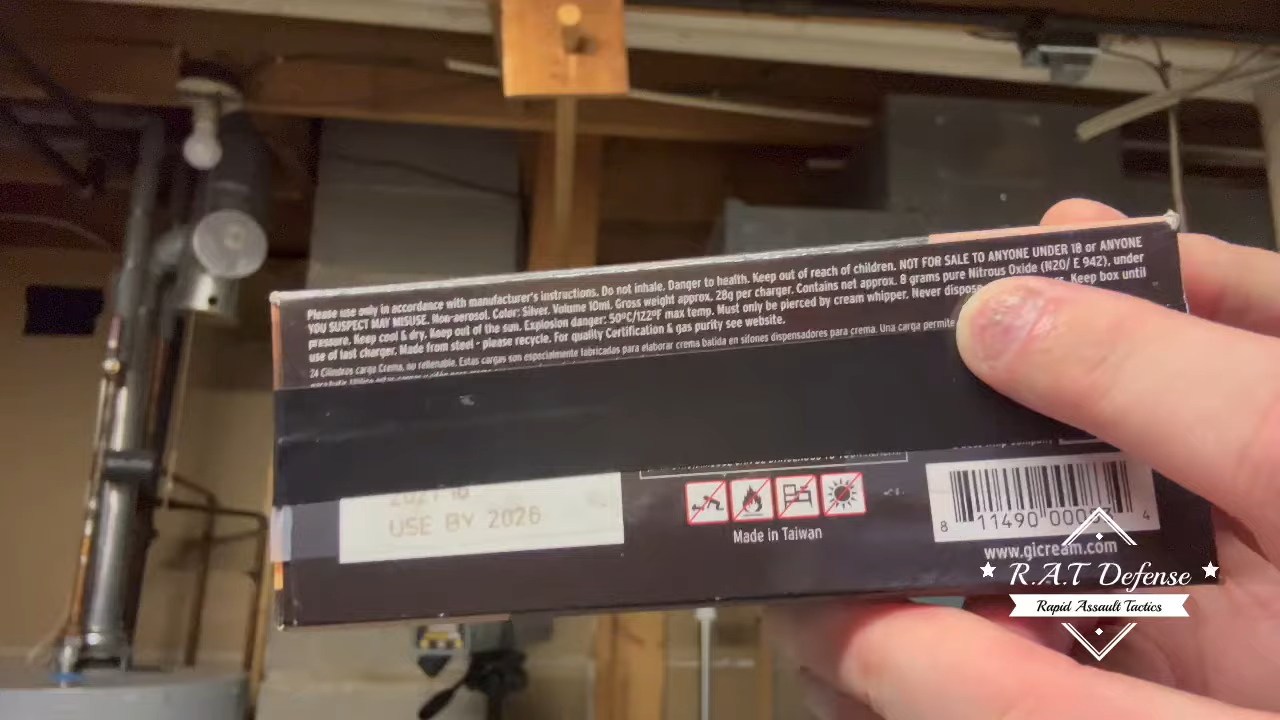 Please use only in accordance with manufacturer's instructions. Do not inhale. Danger to health. Keep out of reach of children. NOT FOR SALE TO ANYONE UNDER 18 or ANYONE
YOU SUSPECT MAY MISUSE. Non-aerosol. Color: Silver. Volume 10ml. Gross weight approx. 28g per charger. Contains net approx. 8 grams pure Nitrous Oxide (N2O/ E 942), under
pressure. Keep cool & dry. Keep out of the sun. Explosion danger: 50ºC/122ºF max temp. Must only be pierced by cream whipper. Never Keep box until
use of last charger. Made from steel - please recycle. For quality Certification & gas purity see website.
24 Cilindros carga Crema, no rellenable. Estas cargas son especialmente fabricadas para elaborar crema batida en sifones dispensadores para crema. Una carga permite
USE BY 2026
Made in Taiwan
8 11490 4
www.gicream.com
R.A.T Defense
Rapid Assault Tactics